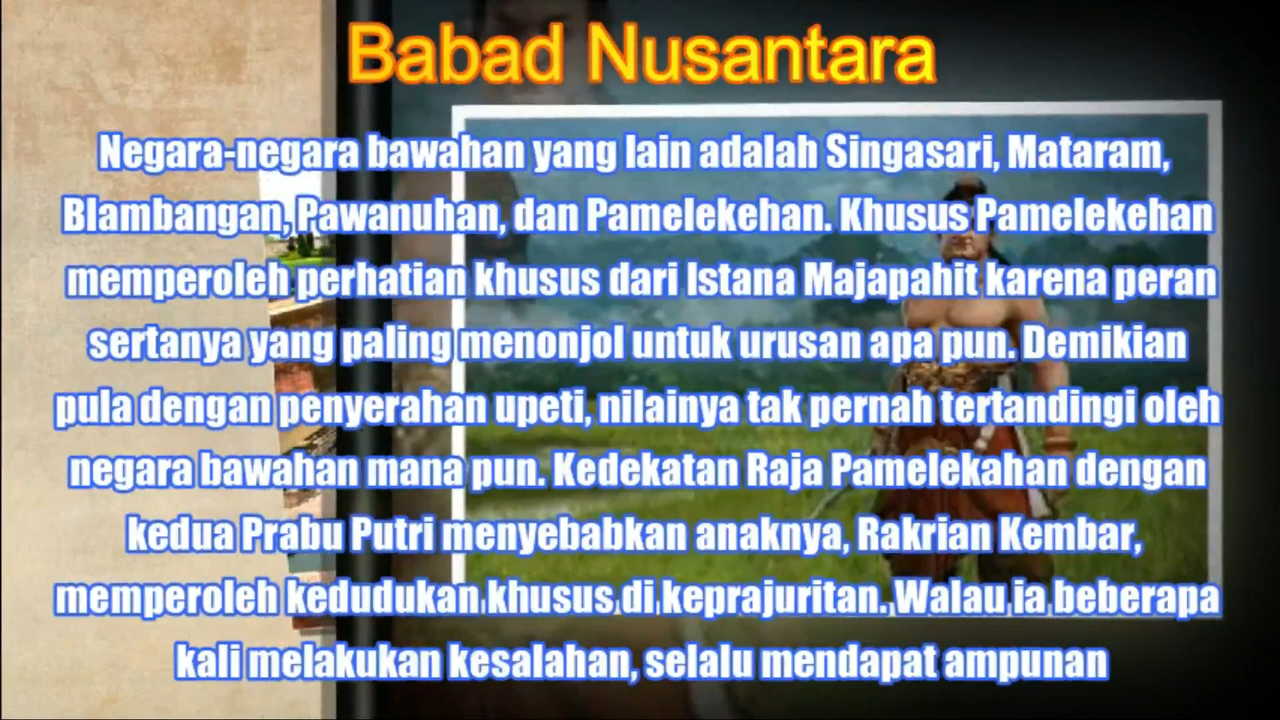 Babad Nusantara
Negara-negara bawahan yang lain adalah Singasari, Mataram,
Blambangan, Pawanuhan, dan Pamelekehan. Khusus Pamelekehan
memperoleh perhatian khusus dari Istana Majapahit karena peran
sertanya yang paling menonjol untuk urusan apa pun. Demikian
pula dengan penyerahan upeti, nilainya tak pernah tertandingi oleh
negara bawahan mana pun. Kedekatan Raja Pamelekahan dengan
kedua Prabu Putri menyebabkan anaknya, Rakrian Kembar,
memperoleh kedudukan khusus di keprajuritan. Walau ia beberapa
kali melakukan kesalahan, selalu mendapat ampunan